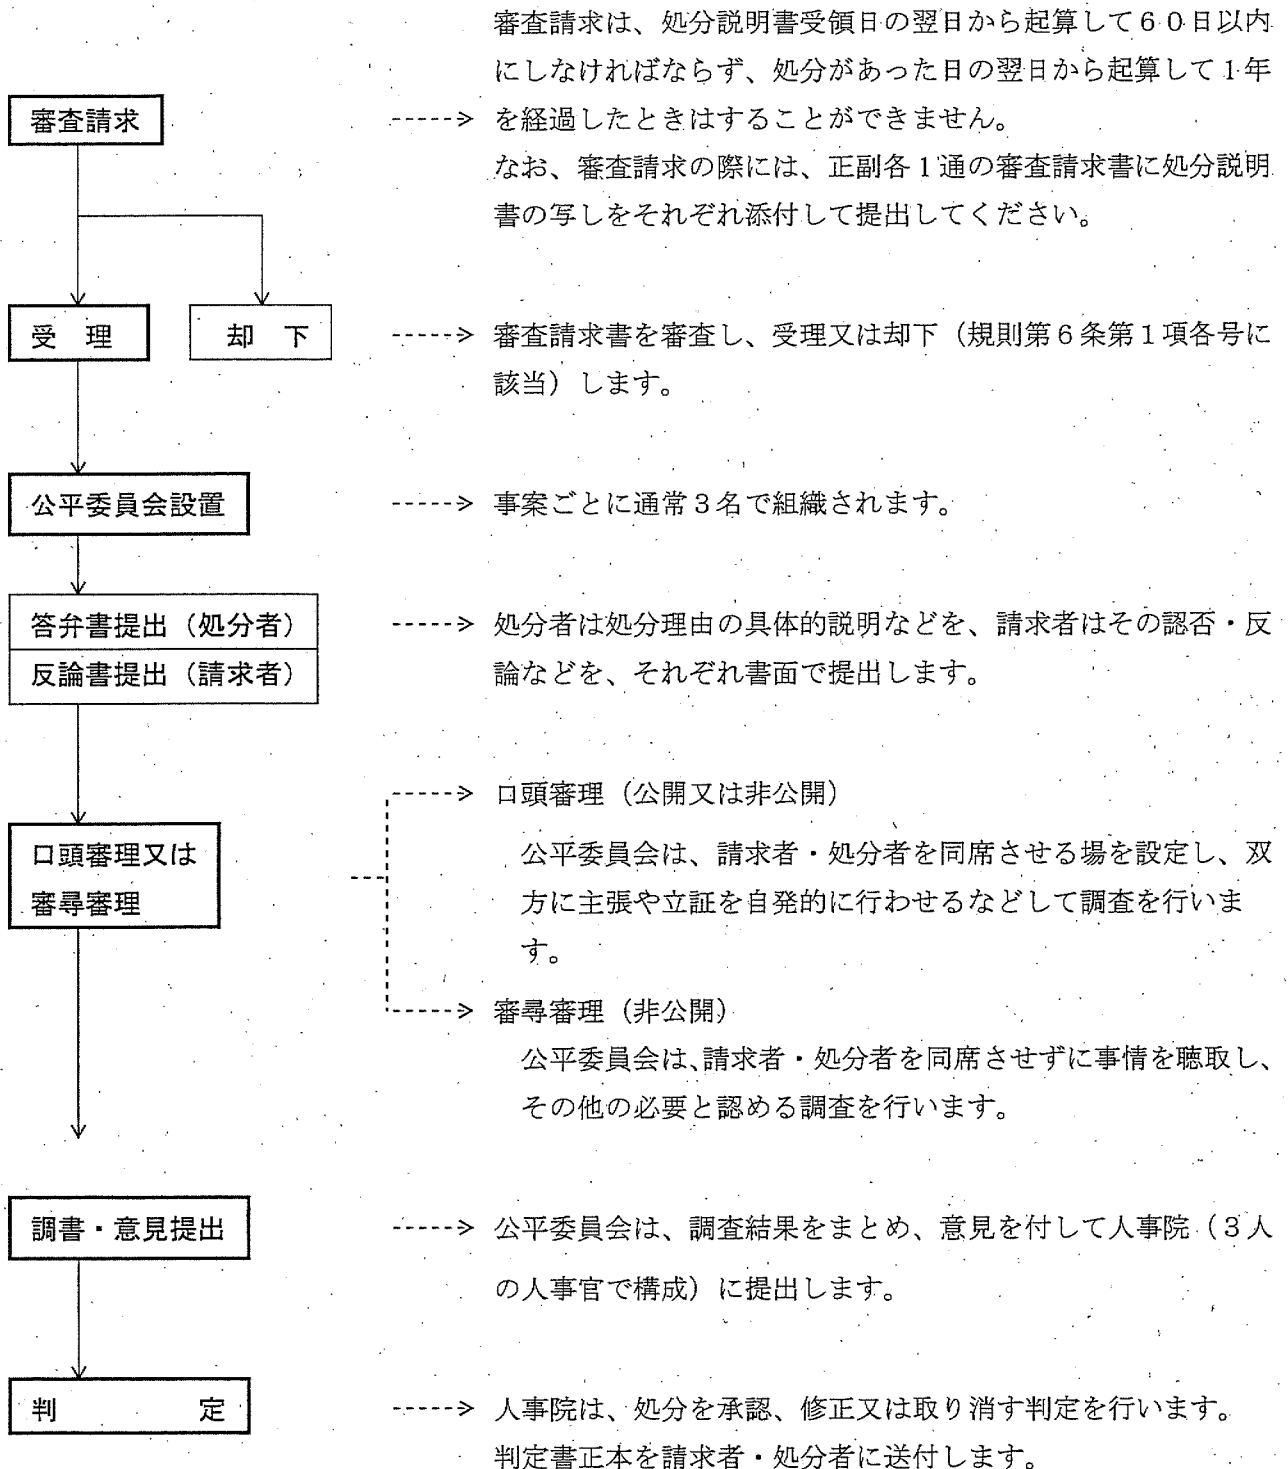 審査請求は、処分説明書受領日の翌日から起算して６０日以内
にしなければならず、処分があった日の翌日から起算して１年
審査請求
を経過したときはすることができません。
なお、審査請求の際には、正副各１通の審査請求書に処分説明
書の写しをそれぞれ添付して提出してください。
受　理
却　下
審査請求書を審査し、受理又は却下（規則第６条第１項各号に
該当）します。
公平委員会設置
事案ごとに通常３名で組織されます。
答弁書提出（処分者）
反論書提出（請求者）
処分者は処分理由の具体的説明などを、請求者はその認否・反
論などを、それぞれ書面で提出します。
口頭審理又は
審尋審理
口頭審理（公開又は非公開）
公平委員会は、請求者・処分者を同席させる場を設定し、双
方に主張や立証を自発的に行わせるなどして調査を行いま
す。
審尋審理（非公開）
公平委員会は、請求者・処分者を同席させずに事情を聴取し、
その他の必要と認める調査を行います。
調書・意見提出
公平委員会は、調査結果をまとめ、意見を付して人事院（３人
の人事官で構成）に提出します。
判　　　定
人事院は、処分を承認、修正又は取り消す判定を行います。
判定書正本を請求者・処分者に送付します。